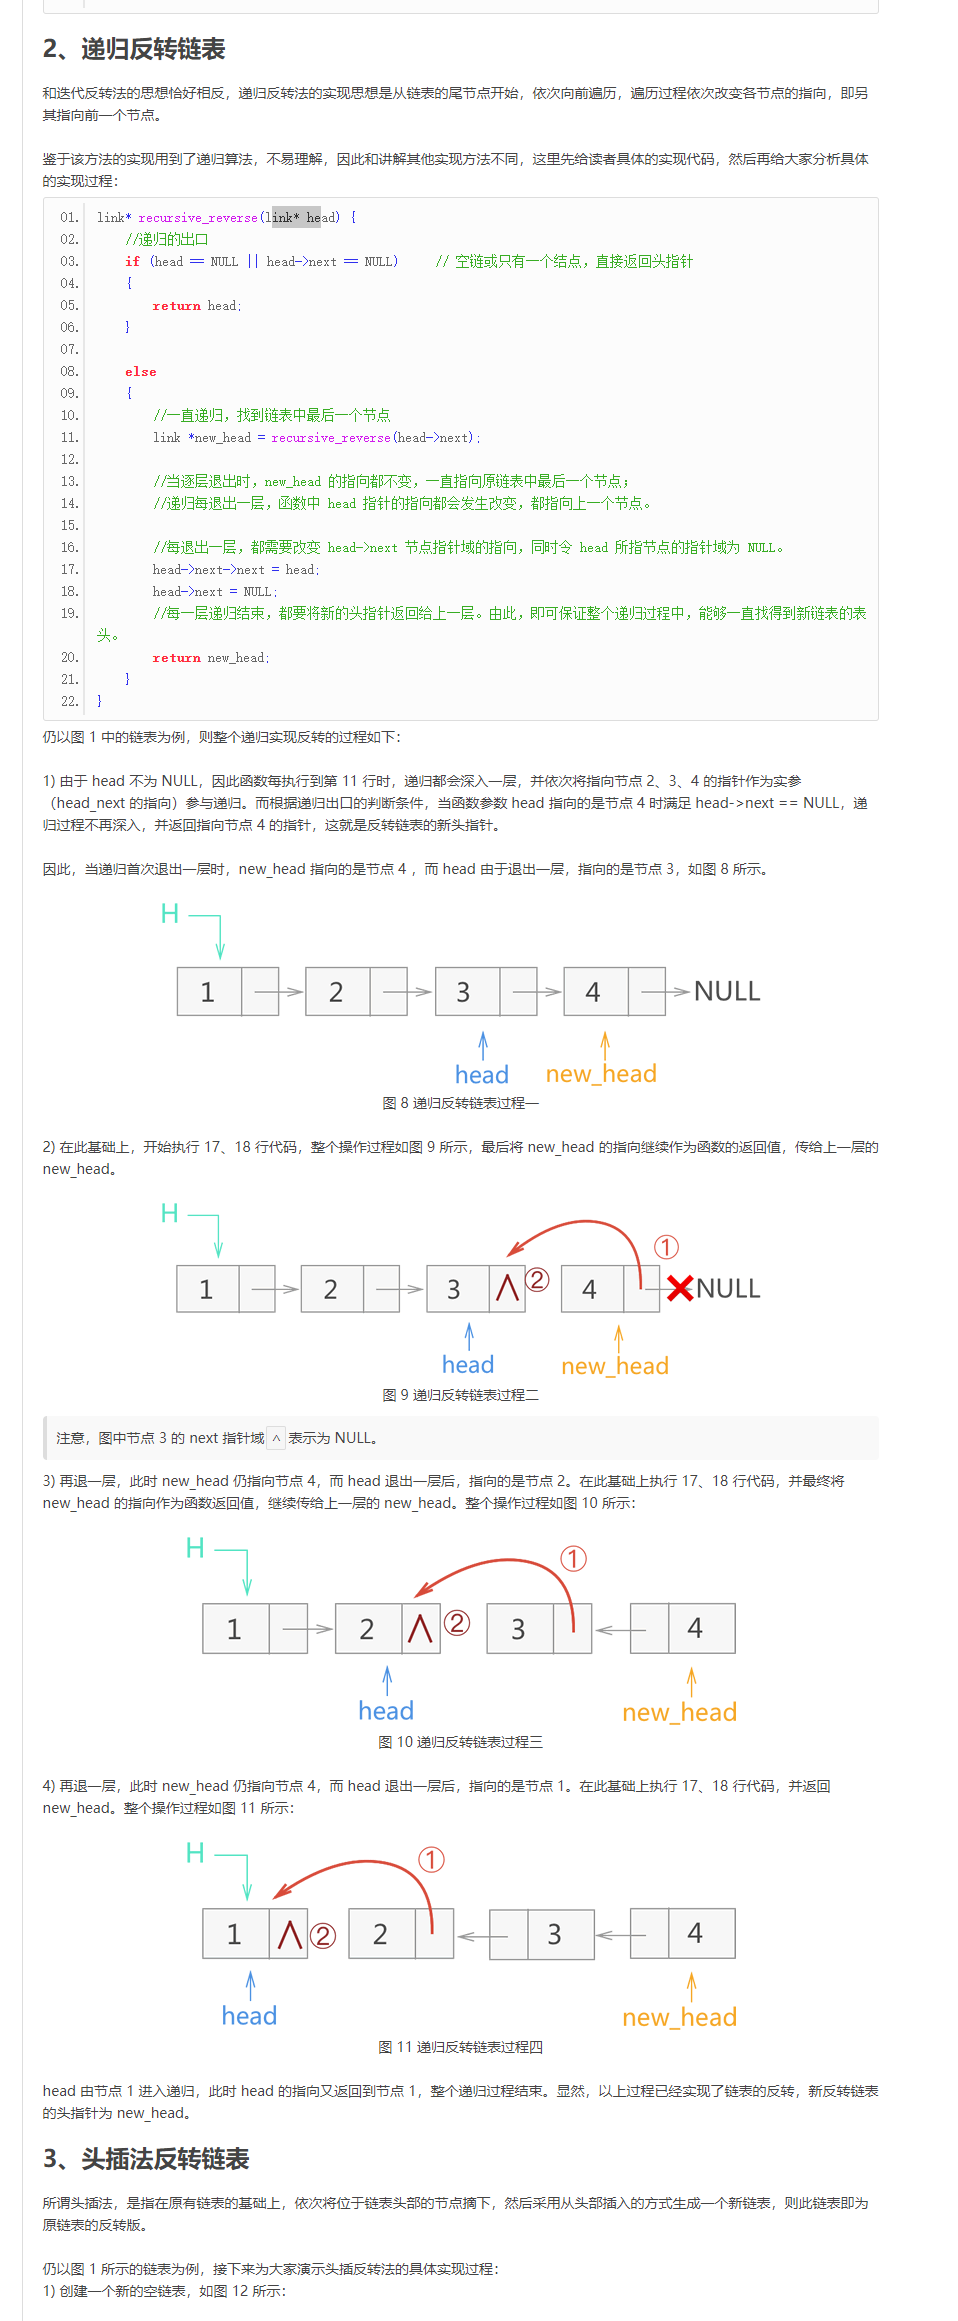 2、递归反转链表
和迭代反转法的思想恰好相反，递归反转法的实现思想是从链表的尾节点开始，依次向前遍历，遍历过程依次改变各节点的指向，即另
其指向前一个节点。
鉴于该方法的实现用到了递归算法，不易理解，因此和讲解其他实现方法不同，这里先给读者具体的实现代码，然后再给大家分析具体
的实现过程：
01. link* recursive_reverse(link* head) {
02. //递归的出口
03. if (head == NULL || head->next == NULL) // 空链或只有一个结点，直接返回头指针
04. {
05. return head;
06. }
07.
08. else
09. {
10. //一直递归，找到链表中最后一个节点
11. link *new_head = recursive_reverse(head->next);
12.
13. //当逐层退出时，new_head 的指向都不变，一直指向原链表中最后一个节点；
14. //递归每退出一层，函数中 head 指针的指向都会发生改变，都指向上一个节点。
15.
16. //每退出一层，都需要改变 head->next 节点指针域的指向，同时令 head 所指节点的指针域为 NULL。
17. head->next->next = head;
18. head->next = NULL;
19. //每一层递归结束，都要将新的头指针返回给上一层。由此，即可保证整个递归过程中，能够一直找得到新链表的表
头。
20. return new_head;
21. }
22. }
仍以图 1 中的链表为例，则整个递归实现反转的过程如下：
1) 由于 head 不为 NULL，因此函数每执行到第 11 行时，递归都会深入一层，并依次将指向节点 2、3、4 的指针作为实参
（head_next 的指向）参与递归。而根据递归出口的判断条件，当函数参数 head 指向的是节点 4 时满足 head->next == NULL，递
归过程不再深入，并返回指向节点 4 的指针，这就是反转链表的新头指针。
因此，当递归首次退出一层时，new_head 指向的是节点 4 ，而 head 由于退出一层，指向的是节点 3，如图 8 所示。
H
1 2 3 4 NULL
head new_head
图 8 递归反转链表过程一
2) 在此基础上，开始执行 17、18 行代码，整个操作过程如图 9 所示，最后将 new_head 的指向继续作为函数的返回值，传给上一层的
new_head。
H
①
1 2 3 ∧ ② 4 NULL
head new_head
图 9 递归反转链表过程二
注意，图中节点 3 的 next 指针域 ∧ 表示为 NULL。
3) 再退一层，此时 new_head 仍指向节点 4，而 head 退出一层后，指向的是节点 2。在此基础上执行 17、18 行代码，并最终将
new_head 的指向作为函数返回值，继续传给上一层的 new_head。整个操作过程如图 10 所示：
H
①
1 2 ∧ ② 3 4
head new_head
图 10 递归反转链表过程三
4) 再退一层，此时 new_head 仍指向节点 4，而 head 退出一层后，指向的是节点 1。在此基础上执行 17、18 行代码，并返回
new_head。整个操作过程如图 11 所示：
H
①
1 ∧ ② 2 3 4
head new_head
图 11 递归反转链表过程四
head 由节点 1 进入递归，此时 head 的指向又返回到节点 1，整个递归过程结束。显然，以上过程已经实现了链表的反转，新反转链表
的头指针为 new_head。
3、头插法反转链表
所谓头插法，是指在原有链表的基础上，依次将位于链表头部的节点摘下，然后采用从头部插入的方式生成一个新链表，则此链表即为
原链表的反转版。
仍以图 1 所示的链表为例，接下来为大家演示头插反转法的具体实现过程：
1) 创建一个新的空链表，如图 12 所示：